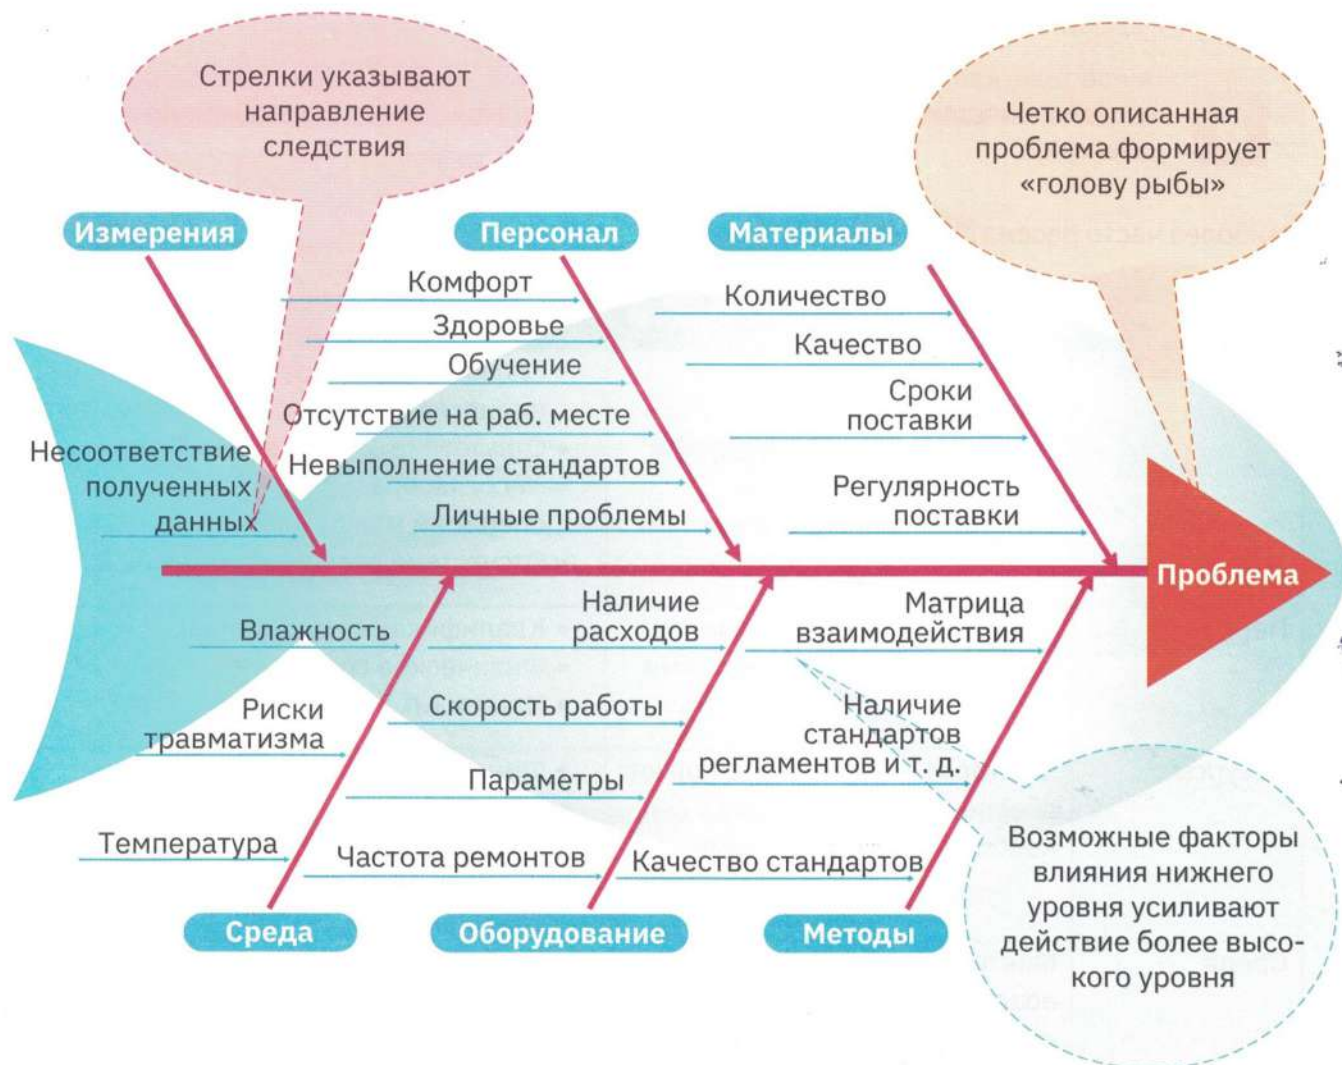 Стрелки указывают
направление
следствия
Четко описанная
проблема формирует
«голову рыбы»
Измерения
Персонал
Материалы
Комфорт
Здоровье
Обучение
Отсутствие на раб. месте
Невыполнение стандартов
Личные проблемы
Количество
Качество
Сроки
поставки
Регулярность
поставки
Несоответствие
полученных
данных
Проблема
Влажность
Риски
травматизма
Температура
Наличие
расходов
Скорость работы
Параметры
Частота ремонтов
Матрица
взаимодействия
Наличие
стандартов
регламентов и т. д.
Качество стандартов
Возможные факторы
влияния нижнего
уровня усиливают
действие более высо-
кого уровня
Среда
Оборудование
Методы